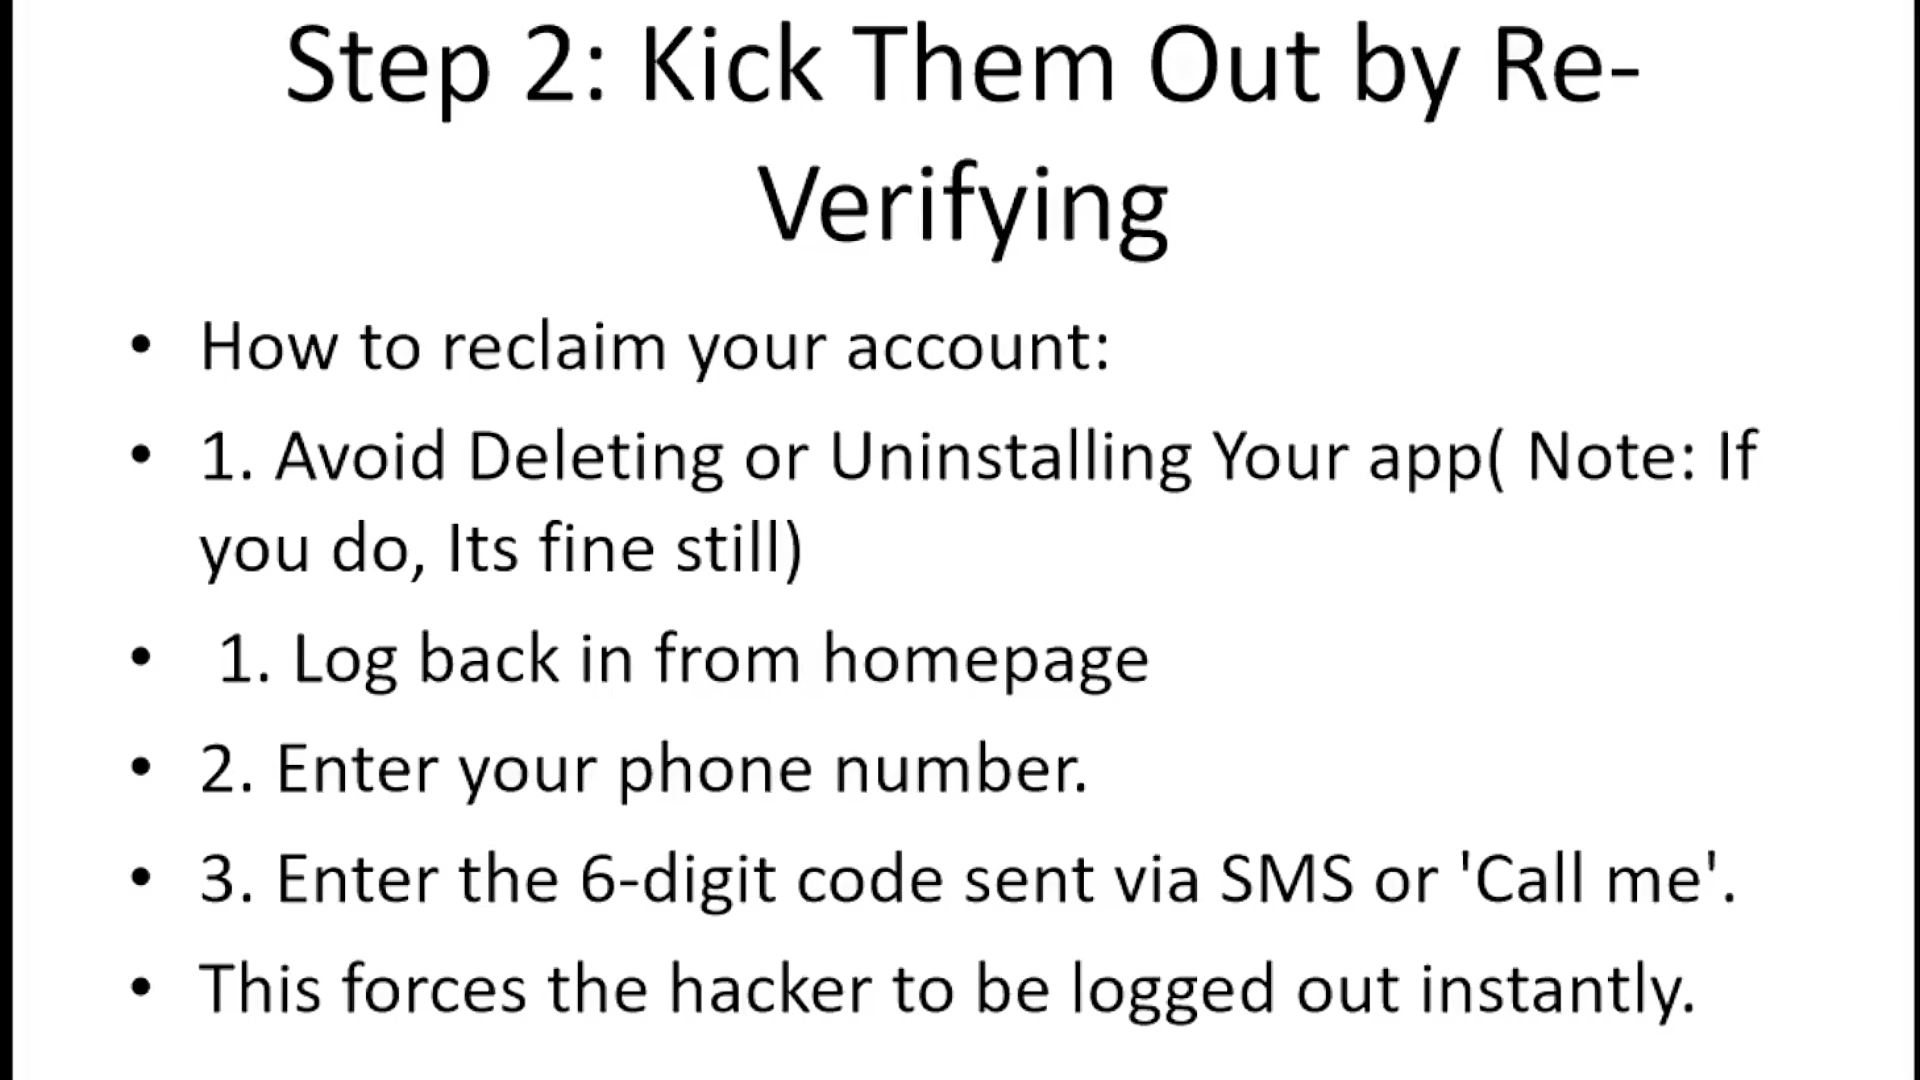 Step 2: Kick Them Out by Re-
Verifying
• How to reclaim your account:
• 1. Avoid Deleting or Uninstalling Your app( Note: If
you do, Its fine still)
• 1. Log back in from homepage
• 2. Enter your phone number.
• 3. Enter the 6-digit code sent via SMS or 'Call me'.
• This forces the hacker to be logged out instantly.